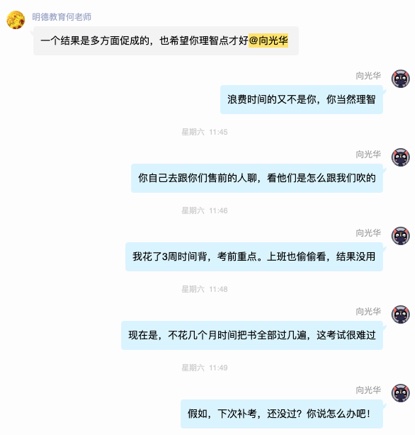 明德教育何老师
一个结果是多方面促成的，也希望你理智点才好@向光华
向光华
浪费时间的又不是你，你当然理智
星期六 11:45
向光华
你自己去跟你们售前的人聊，看他们是怎么跟我们吹的
星期六 11:46
向光华
我花了3周时间背，考前重点。上班也偷偷看，结果没用
星期六 11:48
向光华
现在是，不花几个月时间把书全部过几遍，这考试很难过
星期六 11:49
向光华
假如，下次补考，还没过？你说怎么办吧！